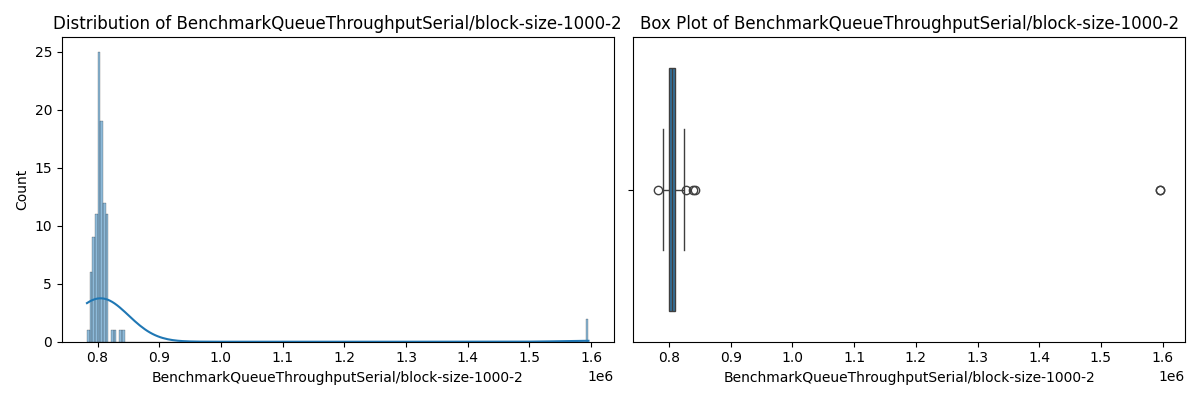 Distribution of BenchmarkQueueThroughputSerial/block-size-1000-2
25
20
15
10
5
0
Count
0.8 0.9 1.0 1.1 1.2 1.3 1.4 1.5 1.6
1e6
BenchmarkQueueThroughputSerial/block-size-1000-2
Box Plot of BenchmarkQueueThroughputSerial/block-size-1000-2
0.8 0.9 1.0 1.1 1.2 1.3 1.4 1.5 1.6
1e6
BenchmarkQueueThroughputSerial/block-size-1000-2